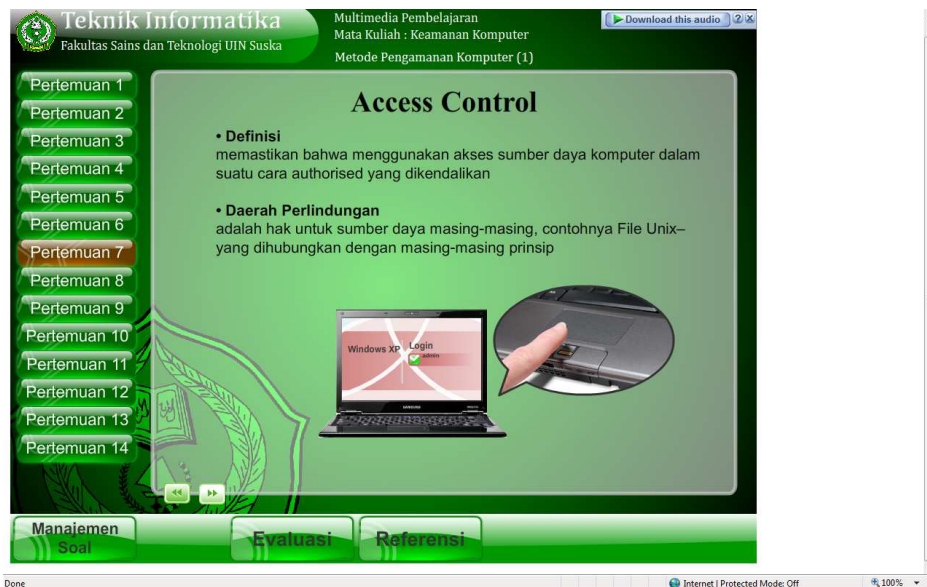 Teknik Informatika
Fakultas Sains dan Teknologi UIN Suska
Multimedia Pembelajaran
Mata Kuliah : Keamanan Komputer
Metode Pengamanan Komputer (1)
Download this audio
? X
Pertemuan 1
Pertemuan 2
Pertemuan 3
Pertemuan 4
Pertemuan 5
Pertemuan 6
Pertemuan 7
Pertemuan 8
Pertemuan 9
Pertemuan 10
Pertemuan 11
Pertemuan 12
Pertemuan 13
Pertemuan 14
Access Control
• Definisi
memastikan bahwa menggunakan akses sumber daya komputer dalam
suatu cara authorised yang dikendalikan
• Daerah Perlindungan
adalah hak untuk sumber daya masing-masing, contohnya File Unix–
yang dihubungkan dengan masing-masing prinsip
Windows XP
Login
admin
SAMSUNG
Manajemen
Soal
Evaluasi
Referensi
Done
Internet | Protected Mode: Off
100%